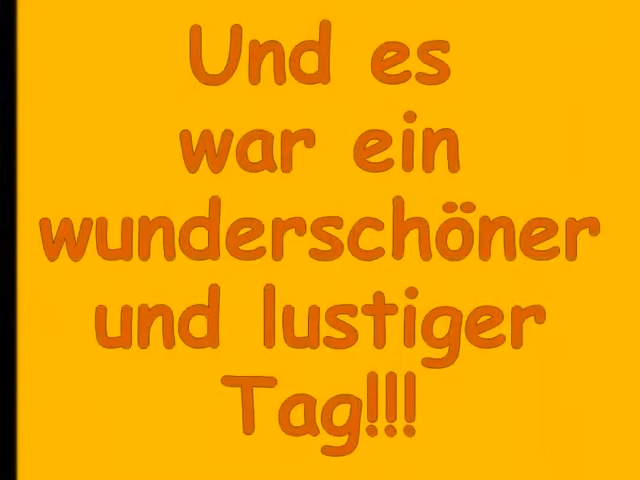 Und es
war ein
wunderschöner
und lustiger
Tag!!!